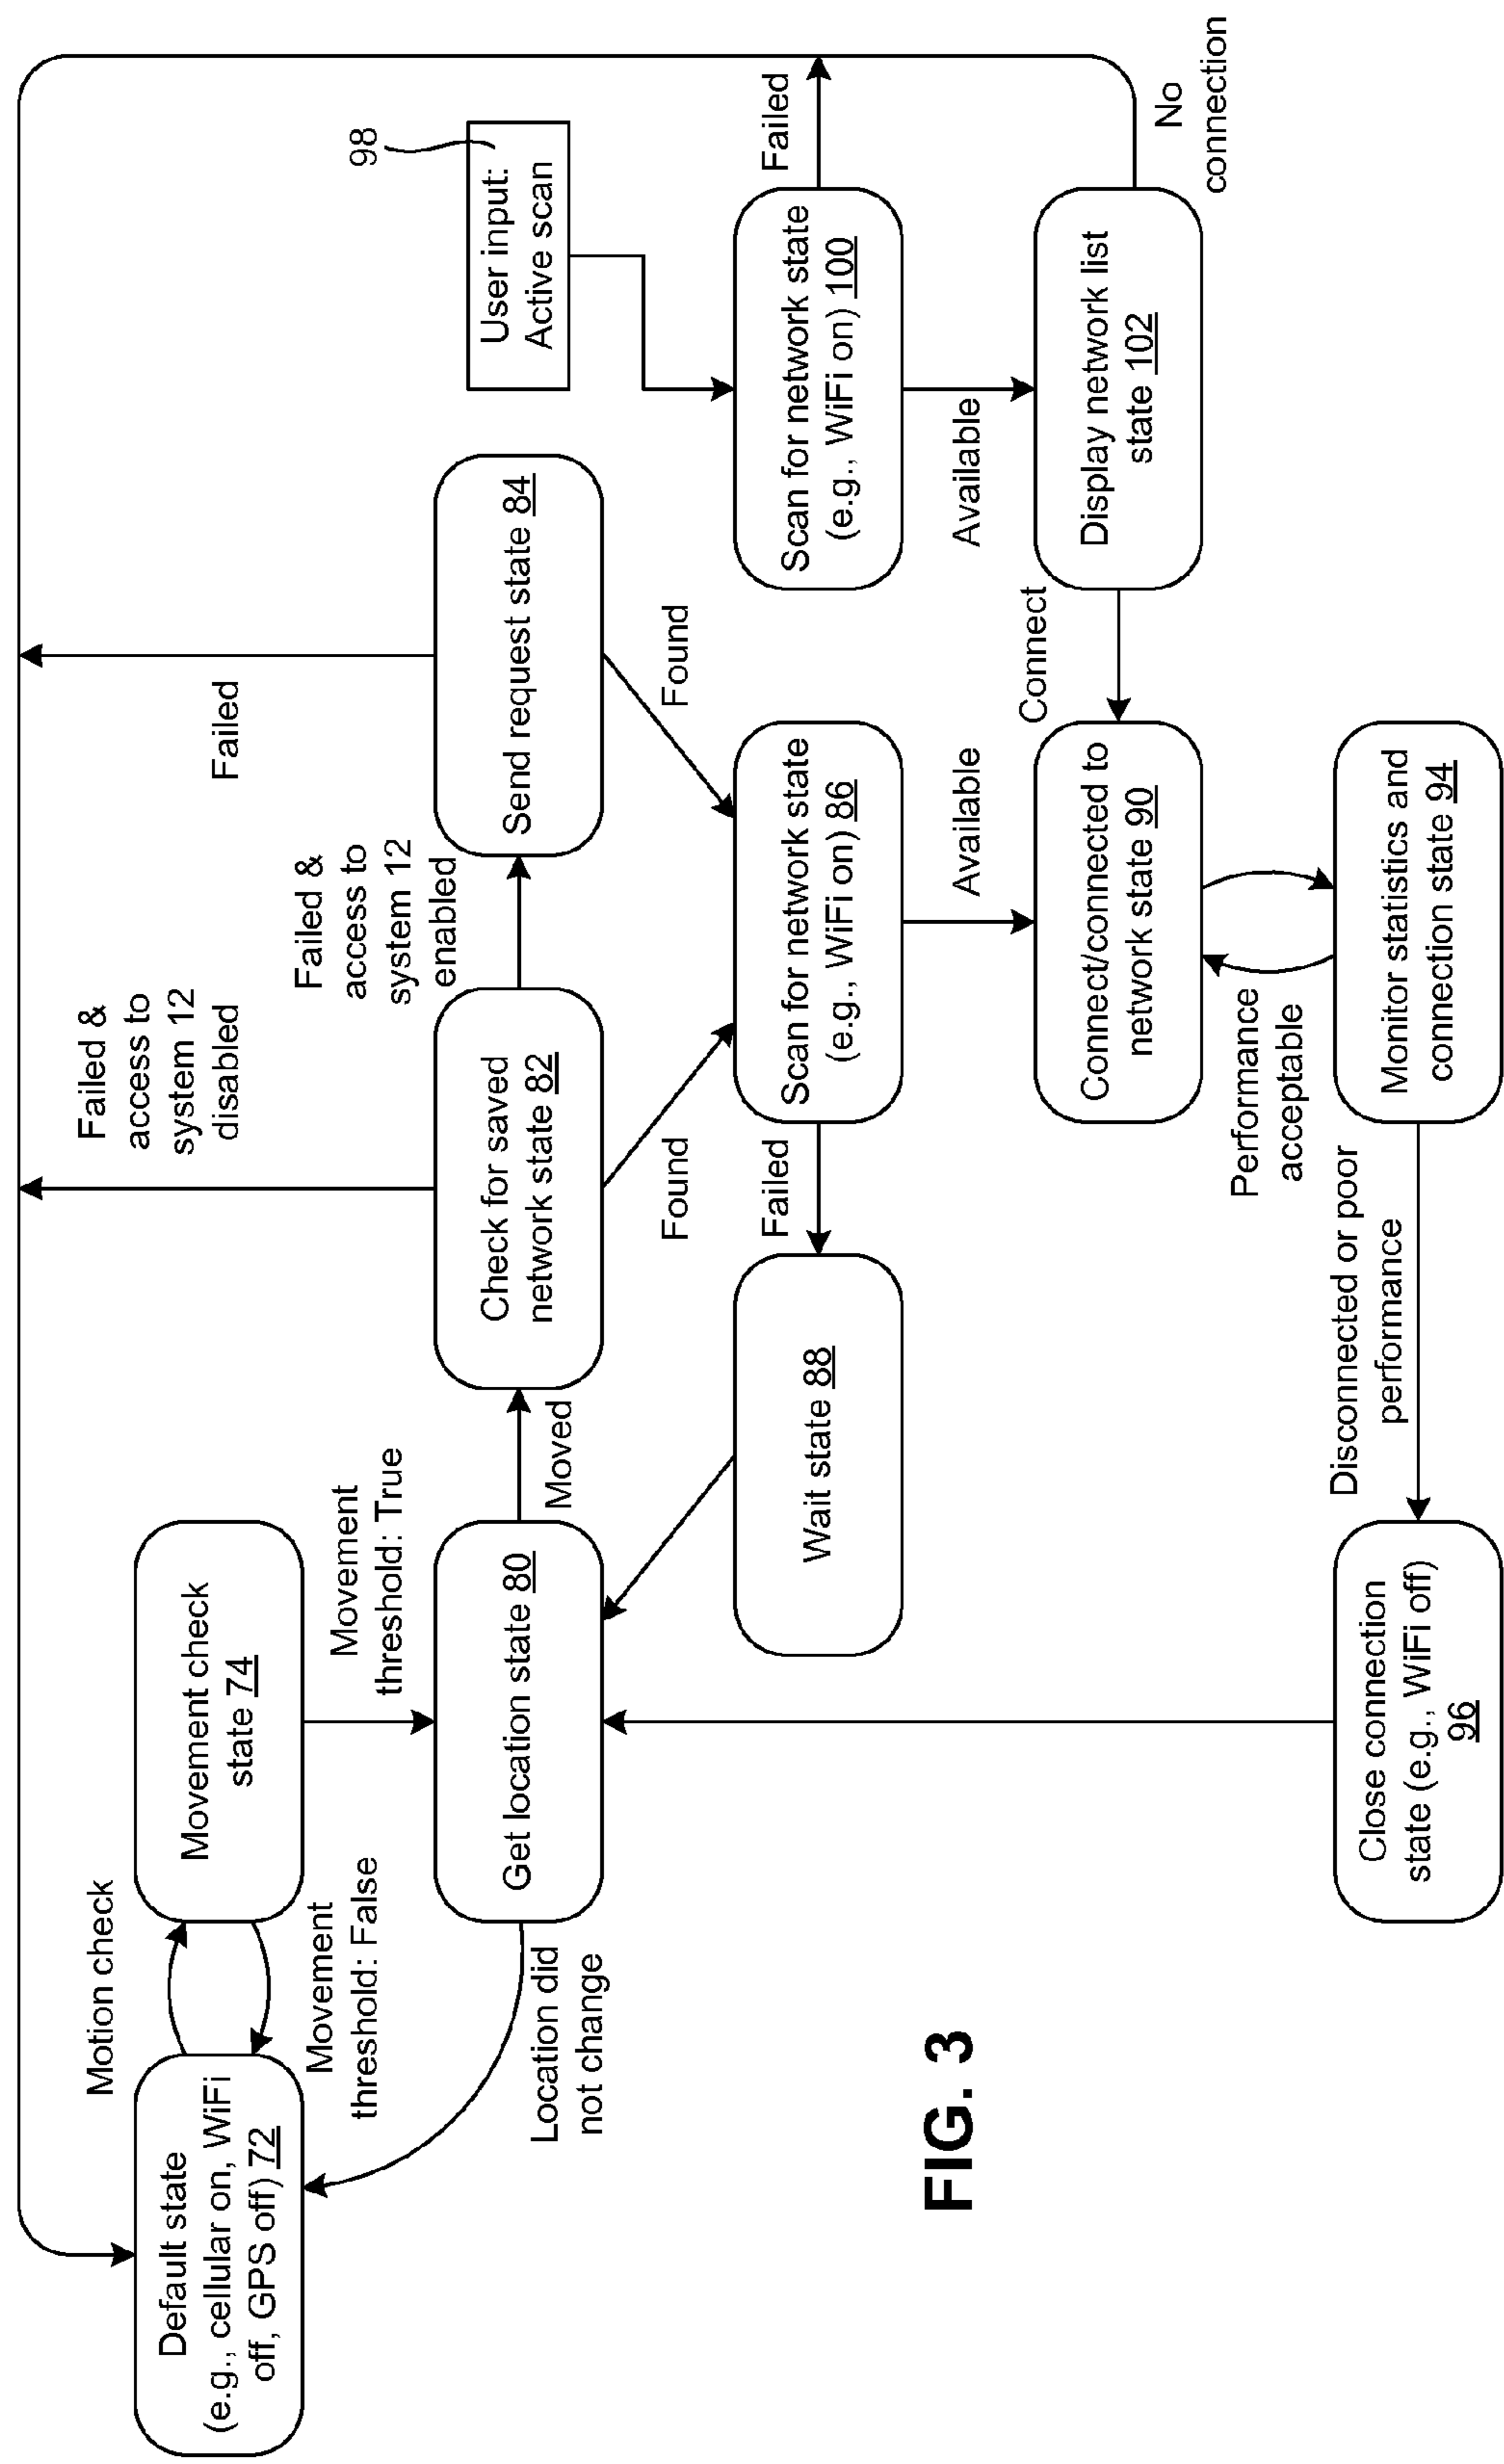 Default state
(e.g., cellular on, WiFi
off, GPS off) 72
Motion check
Movement
threshold: False
Movement check
state 74
Movement
threshold: True
Location did
not change
Get location state 80
Moved
Failed &
access to
system 12
disabled
Check for saved
network state 82
Failed &
access to
system 12
enabled
Failed
Send request state 84
Found
Found
Wait state 88
Failed
Scan for network state
(e.g., WiFi on) 86
Available
98
User input:
Active scan
Scan for network state
(e.g., WiFi on) 100
Failed
Available
Display network list
state 102
No
connection
Connect
Connect/connected to
network state 90
Performance
acceptable
Monitor statistics and
connection state 94
Disconnected or poor
performance
Close connection
state (e.g., WiFi off)
96
FIG. 3